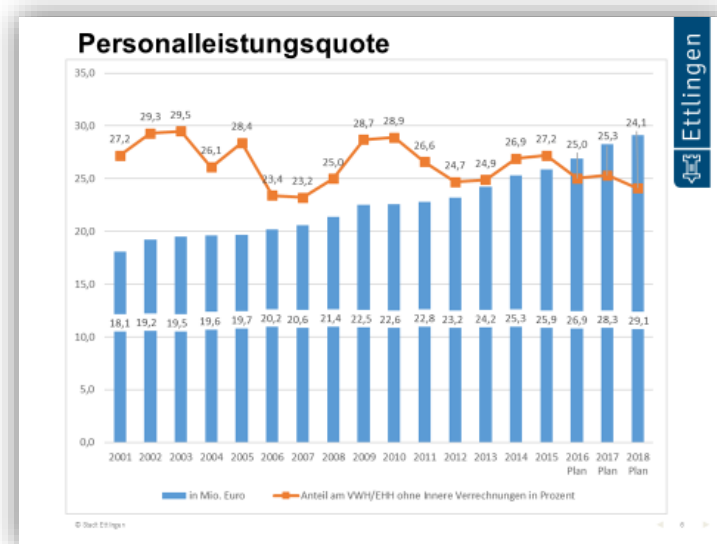 Personalleistungsquote
Ettlingen
35,0
30,0
25,0
20,0
15,0
10,0
5,0
0,0
27,2 29,3 29,5 26,1 28,4 23,4 23,2 25,0 28,7 28,9 26,6 24,7 24,9 26,9 27,2 25,0 25,3 24,1
18,1 19,2 19,5 19,6 19,7 20,2 20,6 21,4 22,5 22,6 22,8 23,2 24,2 25,3 25,9 26,9 28,3 29,1
2001 2002 2003 2004 2005 2006 2007 2008 2009 2010 2011 2012 2013 2014 2015 2016 2017 2018
Plan Plan Plan
in Mio. Euro Anteil am VWH/EHH ohne Innere Verrechnungen in Prozent
© Stadt Ettlingen 6